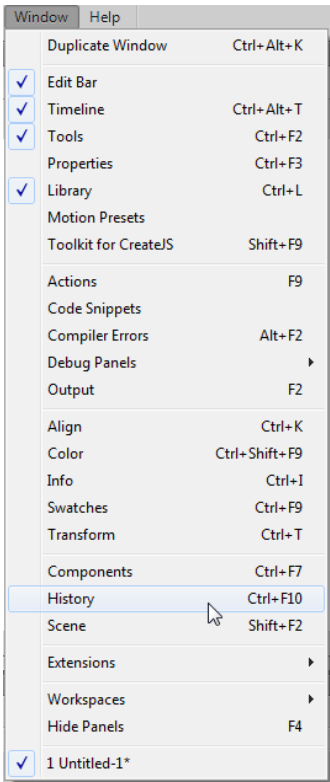 Window Help
Duplicate Window Ctrl+Alt+K
Edit Bar
Timeline Ctrl+Alt+T
Tools Ctrl+F2
Properties Ctrl+F3
Library Ctrl+L
Motion Presets
Toolkit for CreateJS Shift+F9
Actions F9
Code Snippets
Compiler Errors Alt+F2
Debug Panels
Output F2
Align Ctrl+K
Color Ctrl+Shift+F9
Info Ctrl+I
Swatches Ctrl+F9
Transform Ctrl+T
Components Ctrl+F7
History Ctrl+F10
Scene Shift+F2
Extensions
Workspaces
Hide Panels F4
1 Untitled-1*